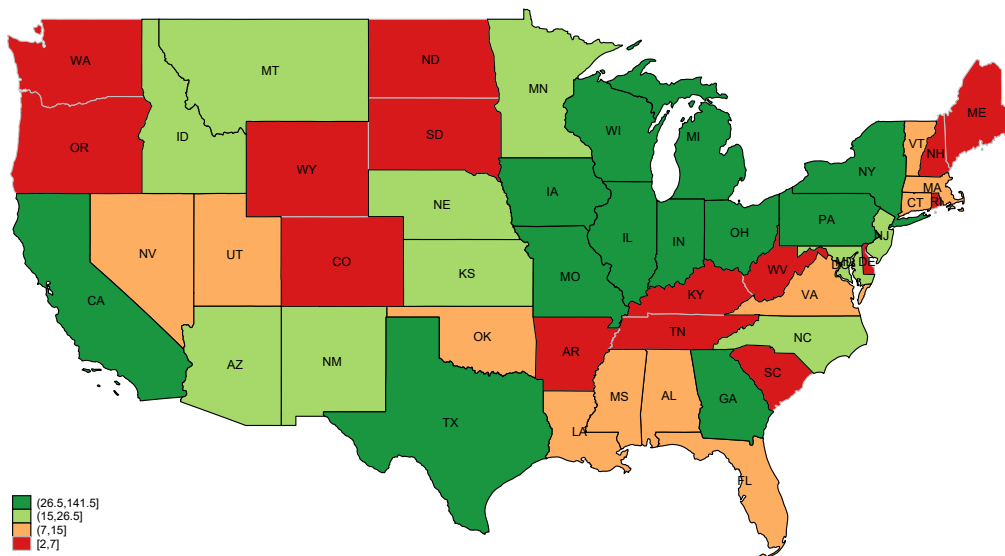 WA
ND
MT
ME
MN
VT
OR
NH
ID
SD
WI
MI
WY
NY
MA
CT
RI
IA
NE
PA
NJ
OH
IL
IN
NV
UT
CO
MD
DE
DC
KS
MO
WV
CA
KY
VA
OK
TN
NC
AZ
NM
AR
SC
MS
AL
GA
TX
LA
FL
(26.5,141.5]
(15,26.5]
(7,15]
[2,7]